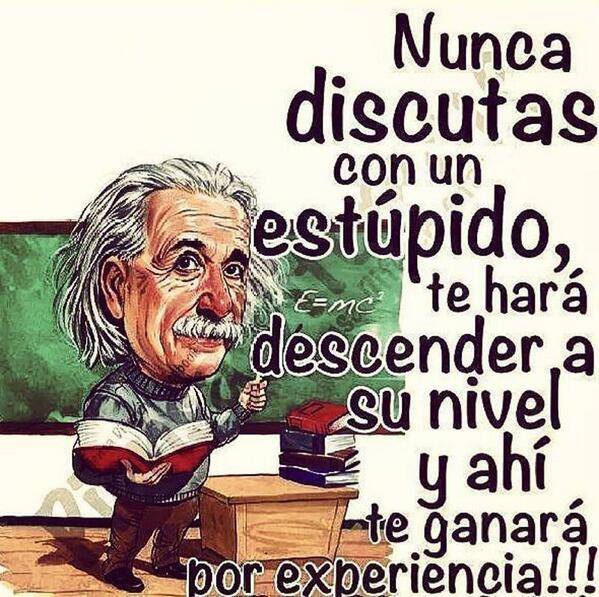 Nunca
discutas
con un
estúpido,
te hará
E=mc²
descender a
su nivel
y ahí
te ganará
por experiencia!!!